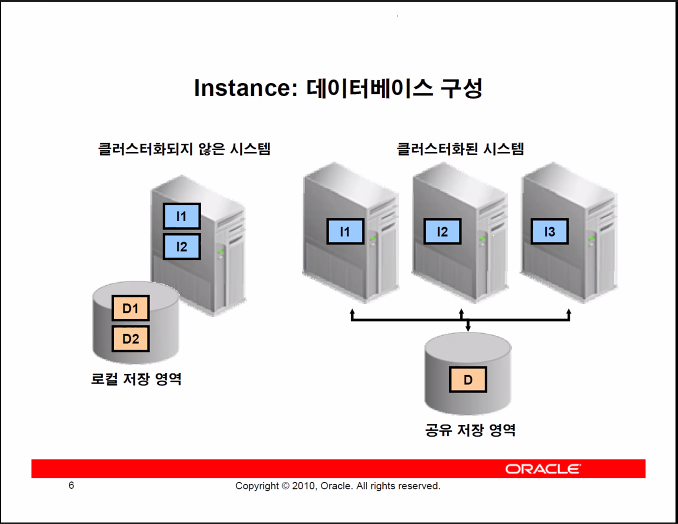 Instance: 데이터베이스 구성
클러스터화되지 않은 시스템
I1
I2
D1
D2
로컬 저장 영역
클러스터화된 시스템
I1
I2
I3
D
공유 저장 영역
ORACLE
6
Copyright © 2010, Oracle. All rights reserved.